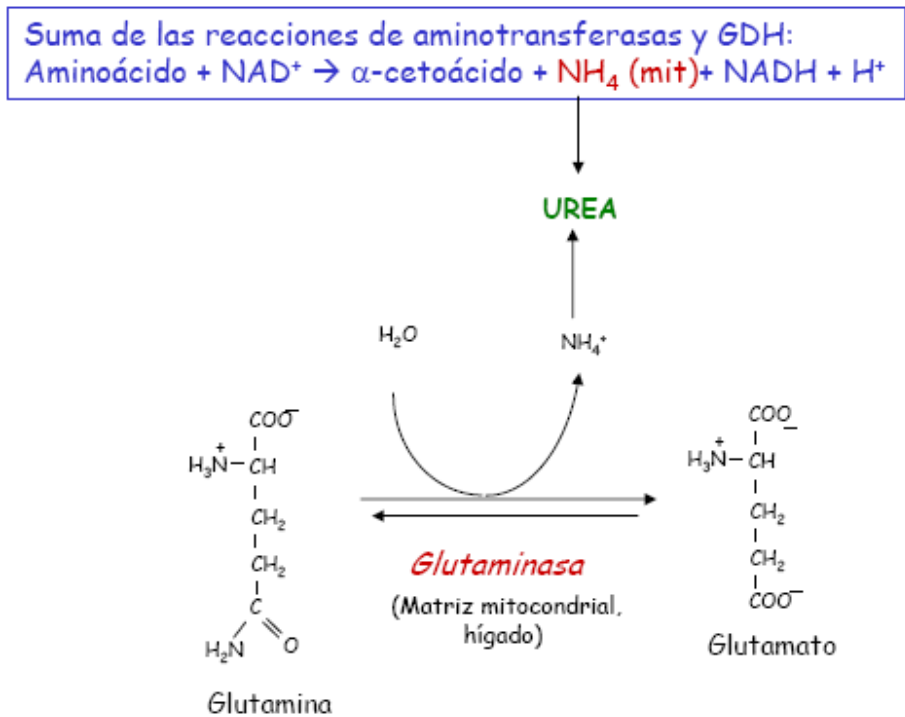 Suma de las reacciones de aminotransferasas y GDH:
Aminoácido + NAD⁺ → α-cetoácido + NH₄ (mit)+ NADH + H⁺
UREA
H₂O
NH₄⁺
COO⁻
H₃N⁺–CH
CH₂
CH₂
C
H₂N
O
Glutamina
Glutaminasa
(Matriz mitocondrial,
hígado)
COO⁻
H₃N⁺–CH
CH₂
CH₂
COO⁻
Glutamato